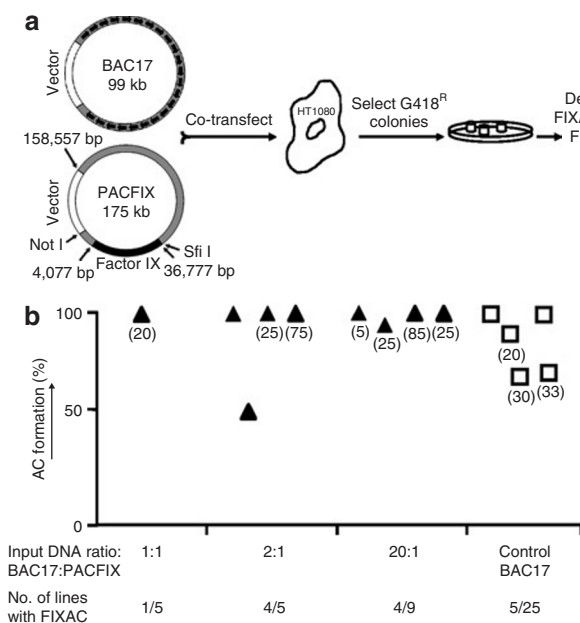 a
BAC17
99 kb
Vector
158,557 bp
Co-transfect
HT1080
Select G418R
colonies
De
FIXA
F
PACFIX
175 kb
Vector
Not I
Sfi I
Factor IX
4,077 bp
36,777 bp
b
AC formation (%)
100
50
0
(20)
(25) (75)
(5) (25) (85) (25)
(20)
(30) (33)
Input DNA ratio: 1:1 2:1 20:1 Control
BAC17:PACFIX BAC17
No. of lines
with FIXAC 1/5 4/5 4/9 5/25